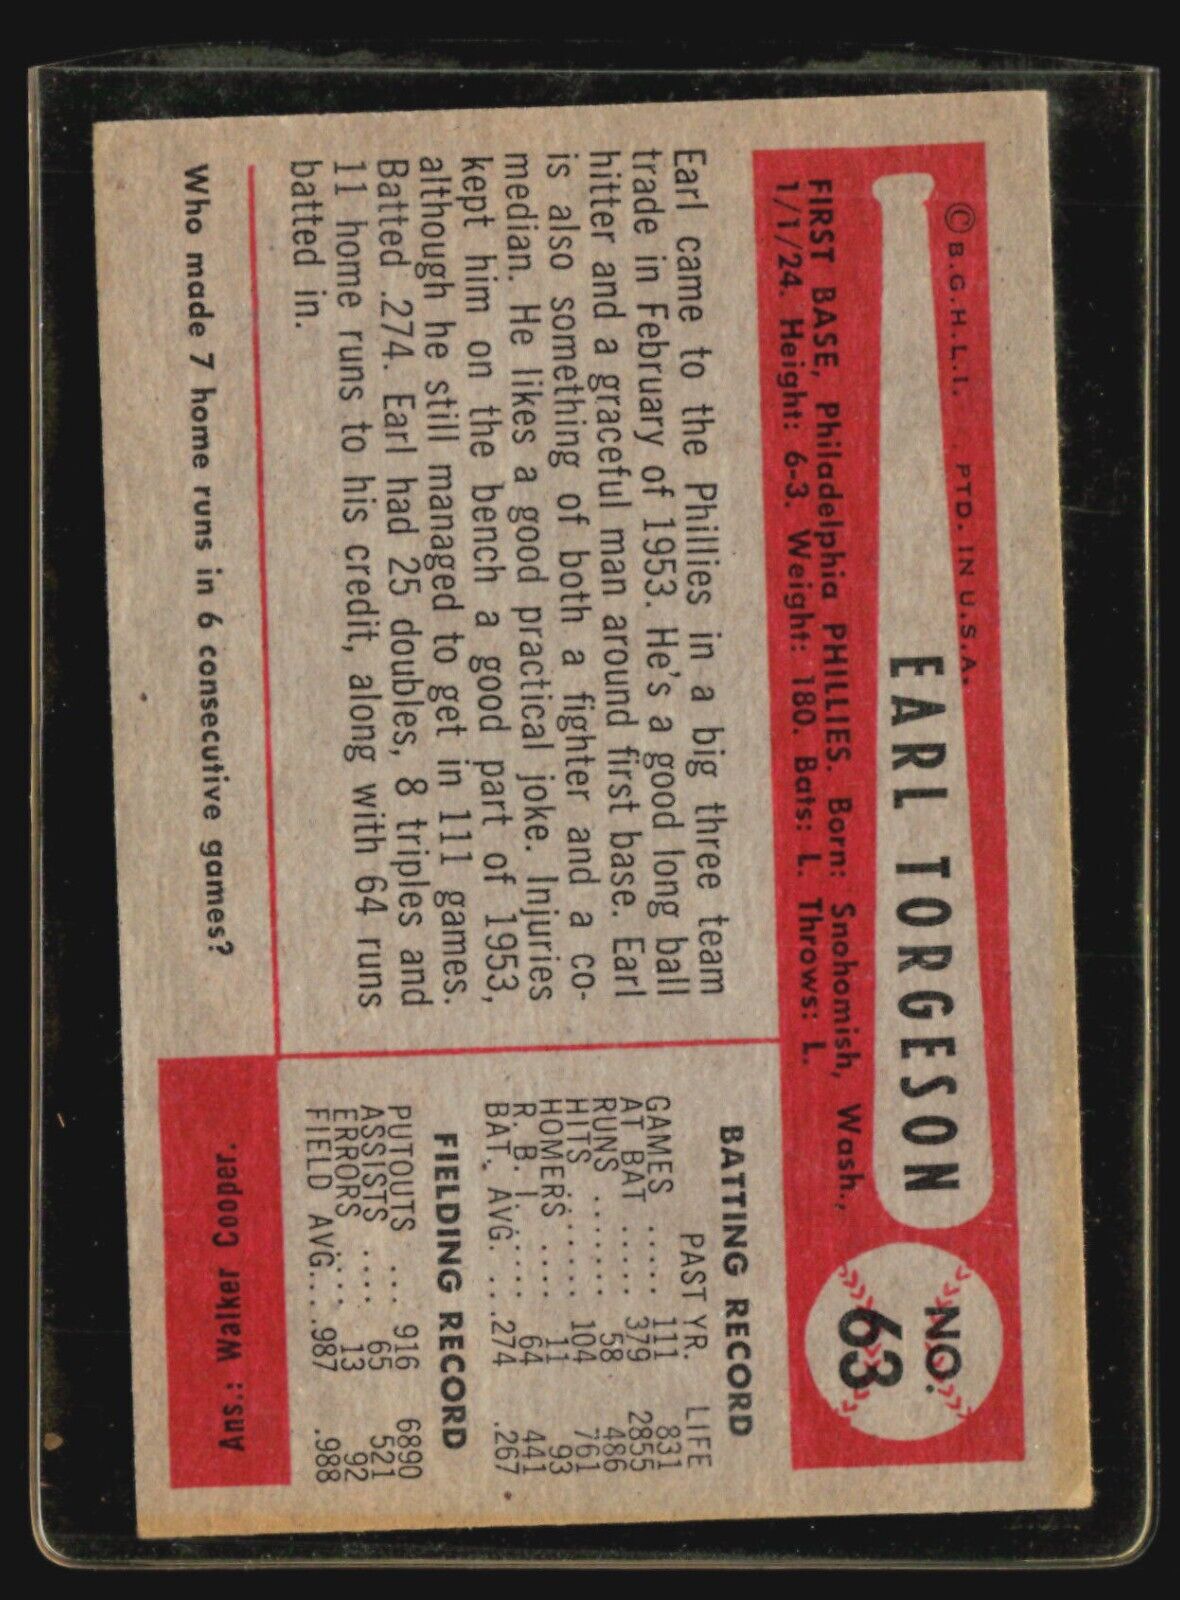 © B.G.H.L.I. PTD. IN U.S.A.
EARL TORGESON
NO.
63
FIRST BASE, Philadelphia PHILLIES. Born: Snohomish, Wash.,
1/1/24. Height: 6-3. Weight: 180. Bats: L. Throws: L.
Earl came to the Phillies in a big three team
trade in February of 1953. He's a good long ball
hitter and a graceful man around first base. Earl
is also something of both a fighter and a co-
median. He likes a good practical joke. Injuries
kept him on the bench a good part of 1953,
although he still managed to get in 111 games.
Batted .274. Earl had 25 doubles, 8 triples and
11 home runs to his credit, along with 64 runs
batted in.
BATTING RECORD
PAST YR. LIFE
GAMES ..... 111 831
AT BAT ..... 379 2855
RUNS ....... 58 486
HITS ....... 104 761
HOMERS .... 11 93
R. B. I. ..... 64 441
BAT. AVG. ...274 .267
FIELDING RECORD
PUTOUTS ... 916 6890
ASSISTS .... 65 521
ERRORS .... 13 92
FIELD AVG....987 .988
Who made 7 home runs in 6 consecutive games?
Ans.: Walker Cooper.